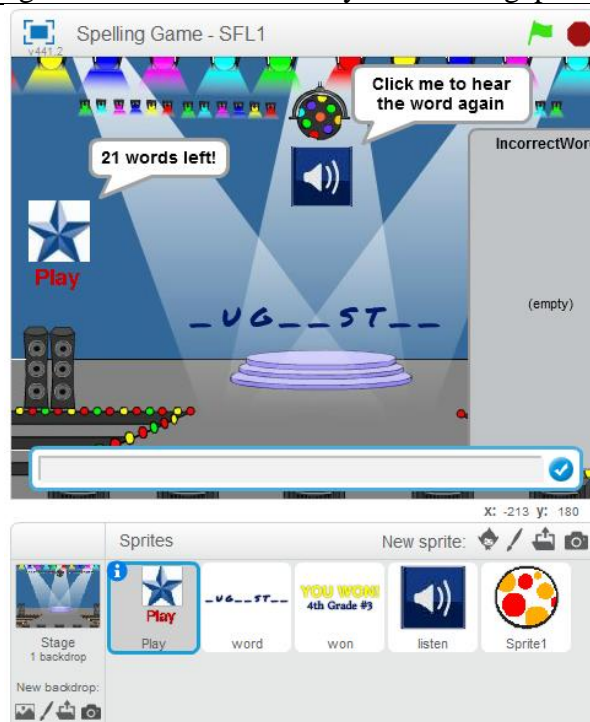 Spelling Game - SFL1
v441.2
Click me to hear
the word again
IncorrectWor
21 words left!
Play
(empty)
_UG__ST__
X: -213 y: 180
Sprites
New sprite:
Play
YOU WON!
4th Grade #3
_UG__ST__
Stage
1 backdrop
Play
word
won
listen
Sprite1
New backdrop: